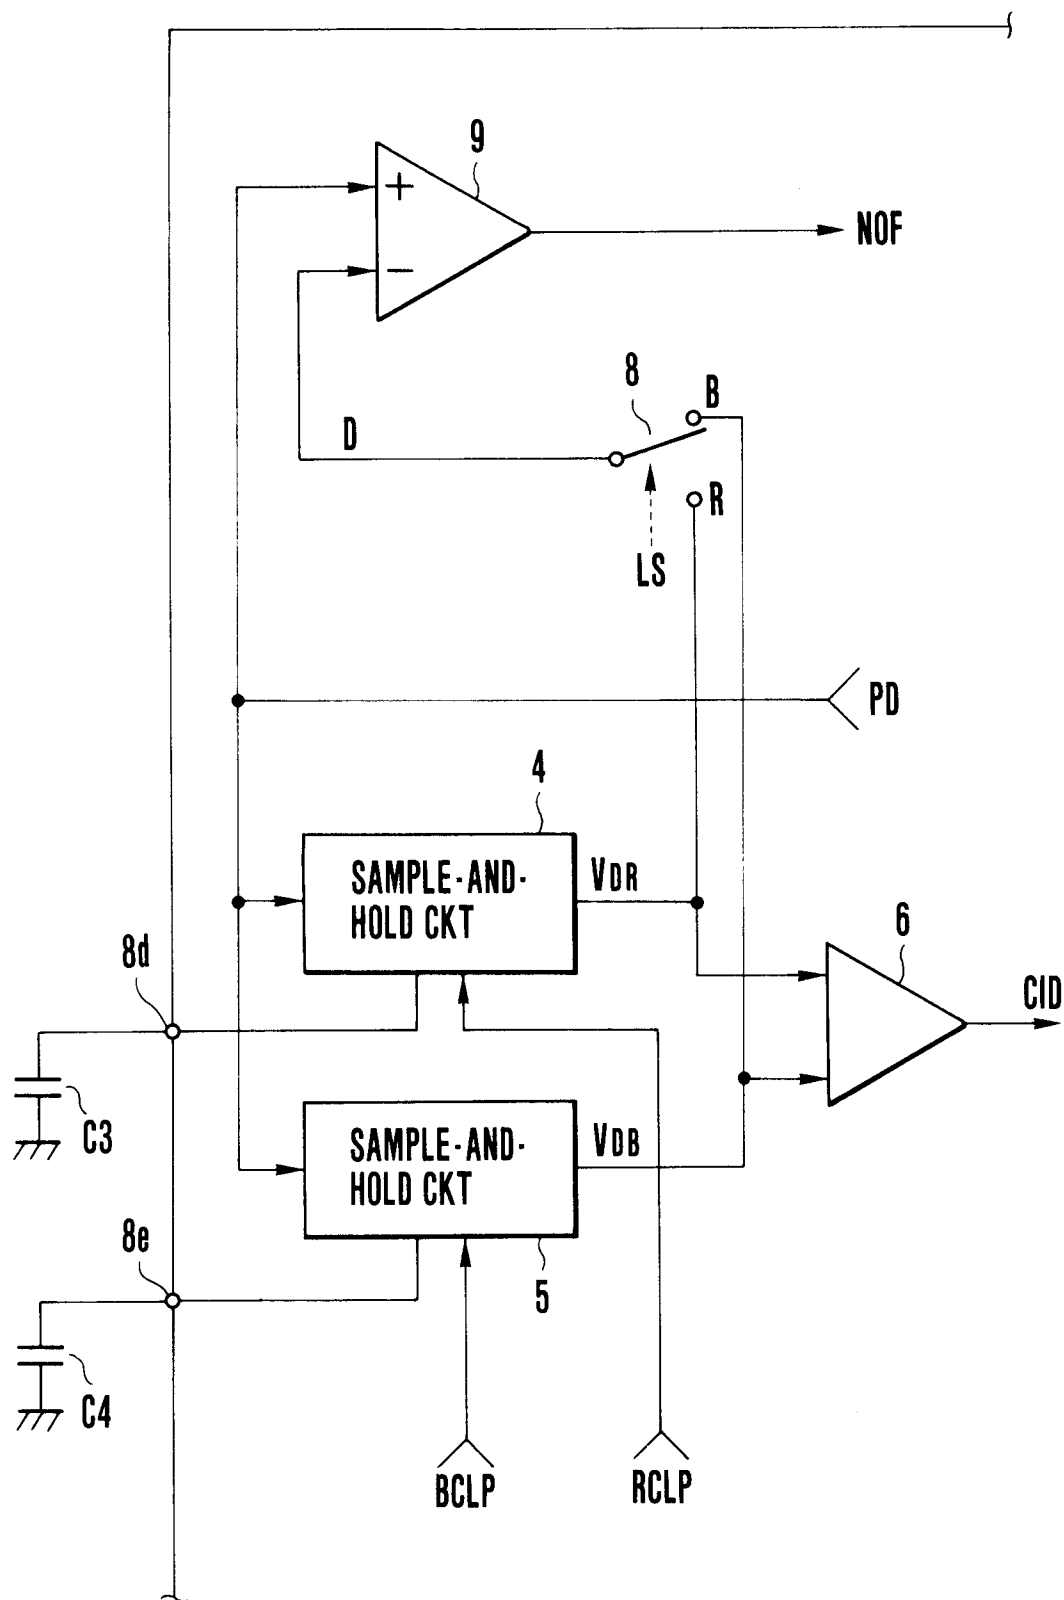 9
+
−
NOF
8
B
D
R
LS
PD
4
SAMPLE-AND-
HOLD CKT
VDR
6
8d
CID
C3
SAMPLE-AND-
HOLD CKT
VDB
8e
5
C4
BCLP
RCLP